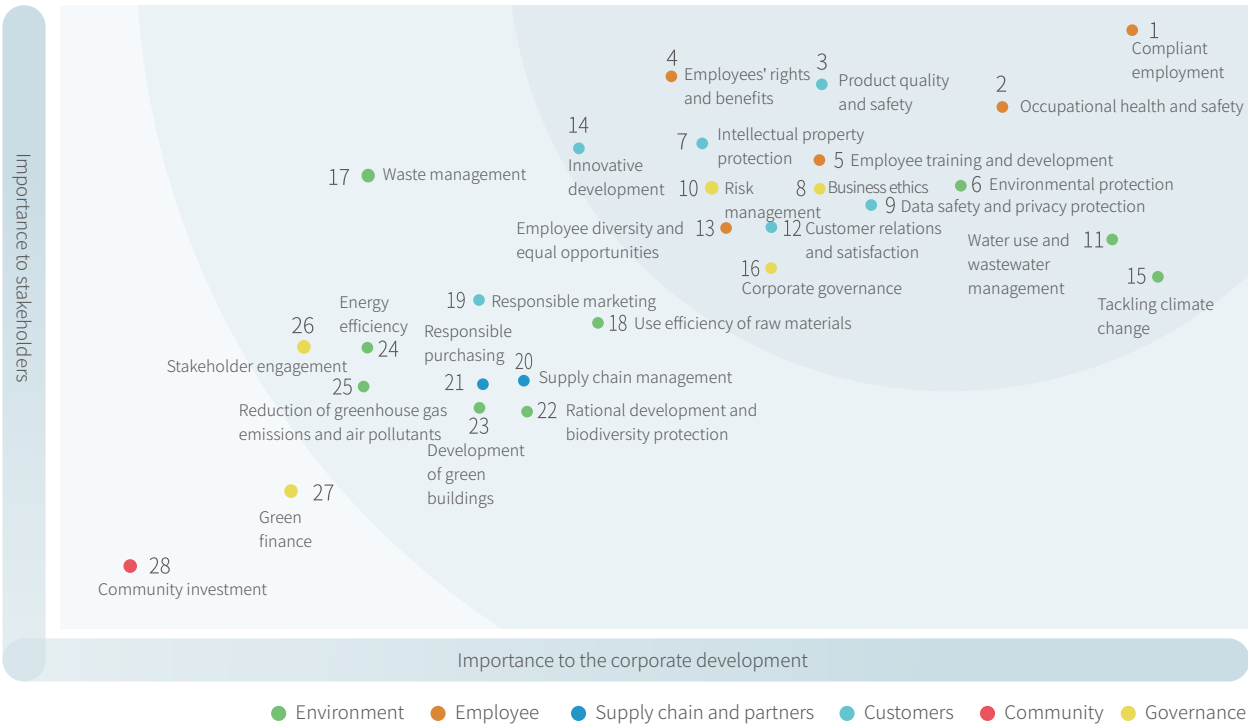 1
Compliant
employment
4
Employees' rights
and benefits
3
Product quality
and safety
2
Occupational health and safety
14
Innovative
development
7
Intellectual property
protection
5 Employee training and development
17 Waste management
10 Risk
management
8 Business ethics
6 Environmental protection
9 Data safety and privacy protection
Employee diversity and
equal opportunities
13
12 Customer relations
and satisfaction
Water use and
wastewater
management
11
16
Corporate governance
15
Tackling climate
change
Importance to stakeholders
19 Responsible marketing
18 Use efficiency of raw materials
Energy
efficiency
24
26
Stakeholder engagement
Responsible
purchasing
21
20
Supply chain management
25
Reduction of greenhouse gas
emissions and air pollutants
23
Development
of green
buildings
22 Rational development and
biodiversity protection
27
Green
finance
28
Community investment
Importance to the corporate development
Environment
Employee
Supply chain and partners
Customers
Community
Governance